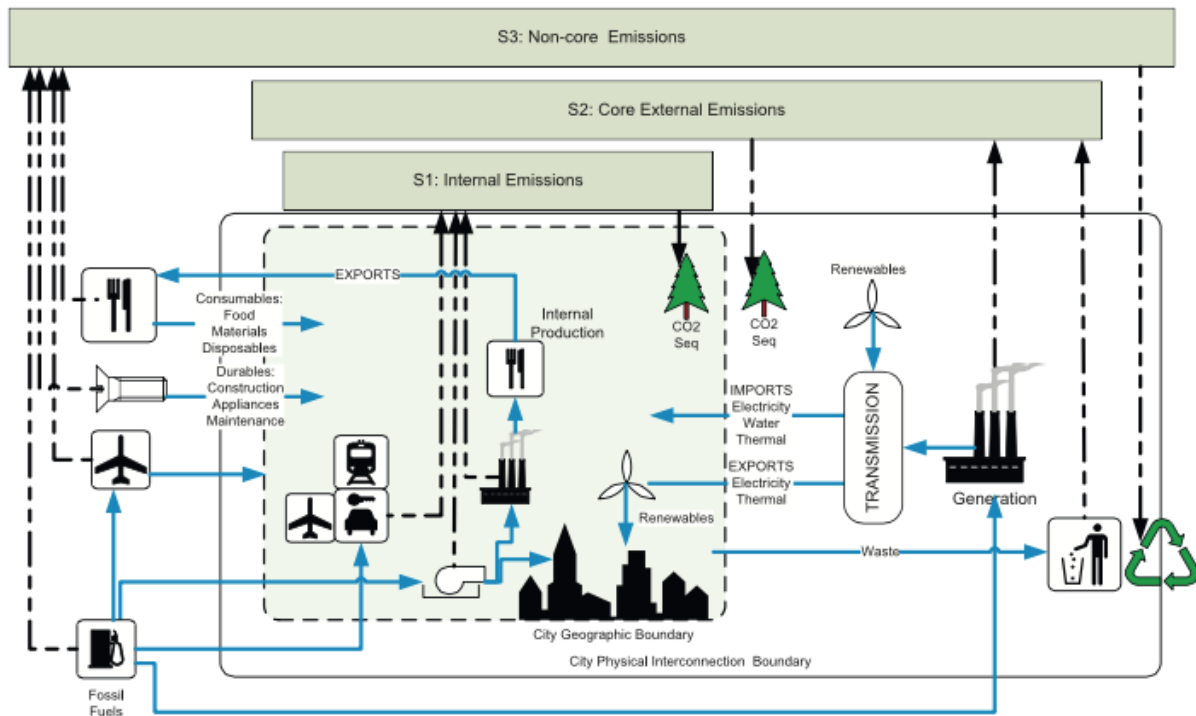 S3: Non-core Emissions
S2: Core External Emissions
S1: Internal Emissions
EXPORTS
Consumables:
Food
Materials
Disposables
Durables:
Construction
Appliances
Maintenance
Internal
Production
CO2
Seq
CO2
Seq
Renewables
IMPORTS
Electricity
Water
Thermal
EXPORTS
Electricity
Thermal
TRANSMISSION
Generation
Renewables
Waste
City Geographic Boundary
City Physical Interconnection Boundary
Fossil
Fuels